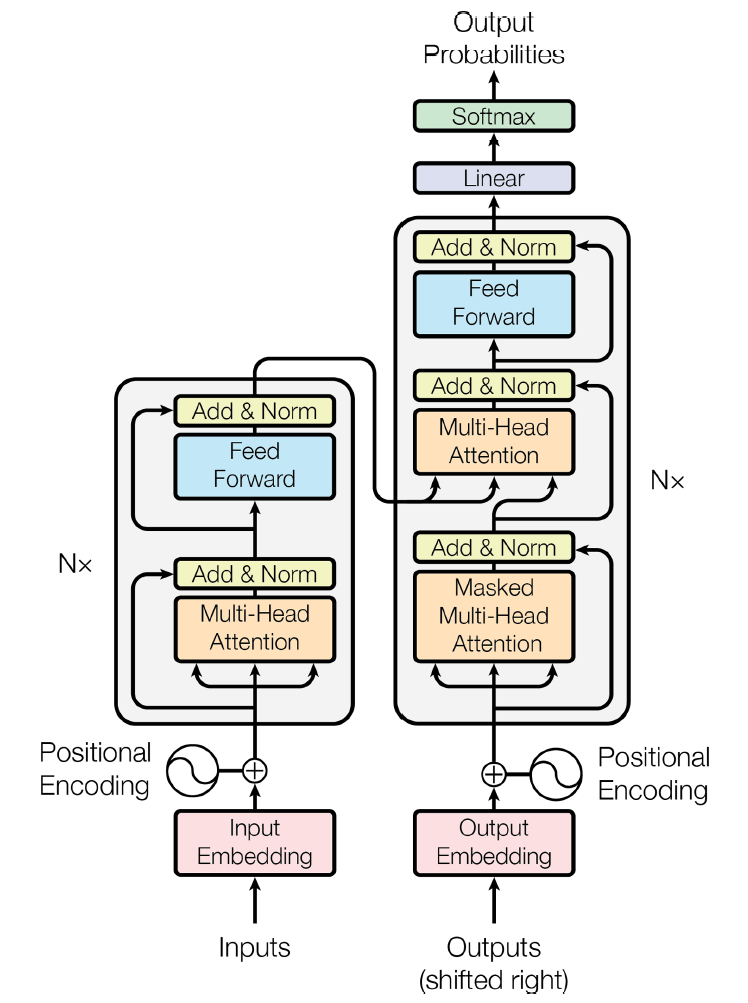 Output
Probabilities
Softmax
Linear
Add & Norm
Feed
Forward
Add & Norm
Multi-Head
Attention
Nx
Add & Norm
Masked
Multi-Head
Attention
Add & Norm
Feed
Forward
Nx
Add & Norm
Multi-Head
Attention
Positional
Encoding
Positional
Encoding
Input
Embedding
Output
Embedding
Inputs
Outputs
(shifted right)